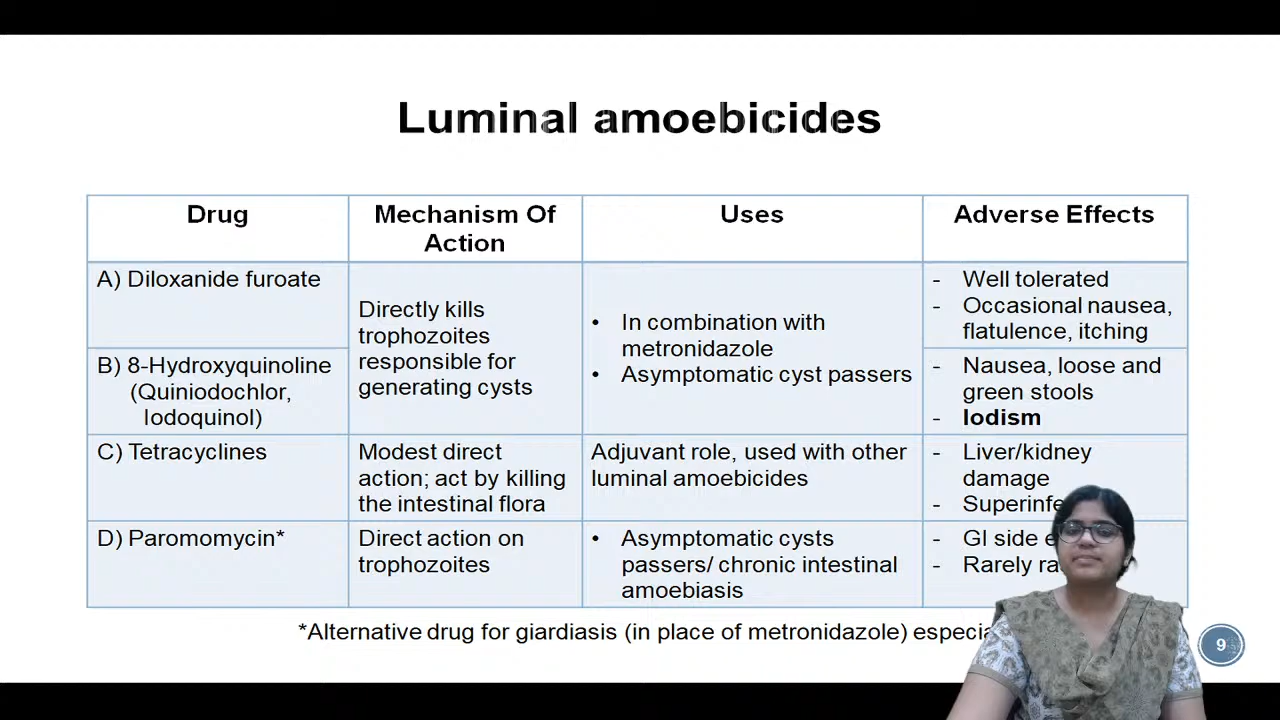 Luminal amoebicides
Drug
Mechanism Of
Action
Uses
Adverse Effects
A) Diloxanide furoate
Directly kills
trophozoites
responsible for
generating cysts
• In combination with
metronidazole
• Asymptomatic cyst passers
- Well tolerated
- Occasional nausea,
flatulence, itching
B) 8-Hydroxyquinoline
(Quiniodochlor,
Iodoquinol)
- Nausea, loose and
green stools
- Iodism
C) Tetracyclines
Modest direct
action; act by killing
the intestinal flora
Adjuvant role, used with other
luminal amoebicides
- Liver/kidney
damage
-
D) Paromomycin*
Direct action on
trophozoites
• Asymptomatic cysts
passers/ chronic intestinal
amoebiasis
- GI side
- Rarely
*Alternative drug for giardiasis (in place of metronidazole)
9